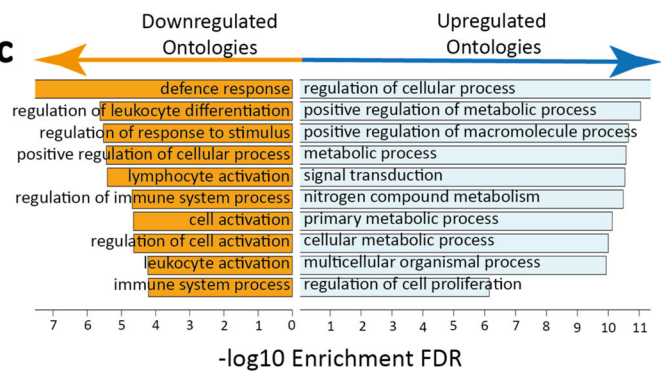 c
Downregulated
Ontologies
Upregulated
Ontologies
defence response
regulation of leukocyte differentiation
regulation of response to stimulus
positive regulation of cellular process
lymphocyte activation
regulation of immune system process
cell activation
regulation of cell activation
leukocyte activation
immune system process
regulation of cellular process
positive regulation of metabolic process
positive regulation of macromolecule process
metabolic process
signal transduction
nitrogen compound metabolism
primary metabolic process
cellular metabolic process
multicellular organismal process
regulation of cell proliferation
7 6 5 4 3 2 1 0
1 2 3 4 5 6 7 8 9 10 11
-log10 Enrichment FDR